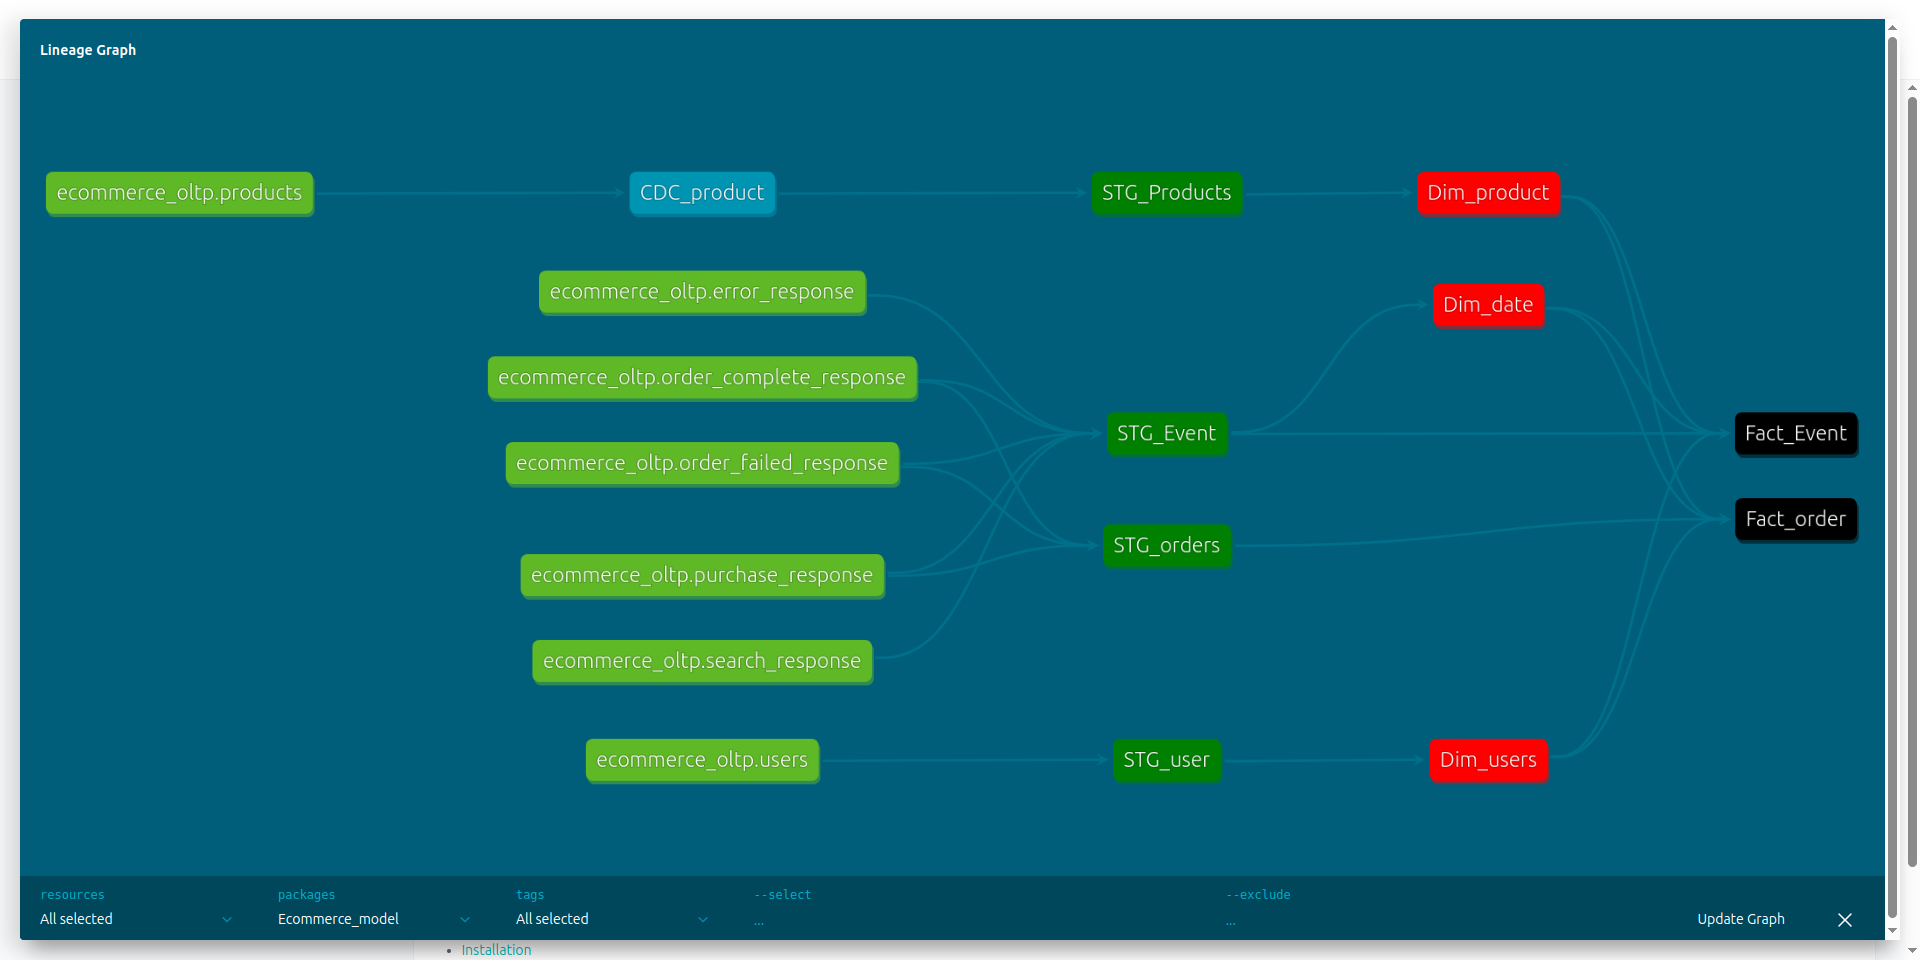 Lineage Graph
ecommerce_oltp.products
CDC_product
STG_Products
Dim_product
ecommerce_oltp.error_response
Dim_date
ecommerce_oltp.order_complete_response
STG_Event
Fact_Event
ecommerce_oltp.order_failed_response
Fact_order
STG_orders
ecommerce_oltp.purchase_response
ecommerce_oltp.search_response
ecommerce_oltp.users
STG_user
Dim_users
resources
All selected
packages
Ecommerce_model
tags
All selected
--select
...
--exclude
...
Update Graph
Installation